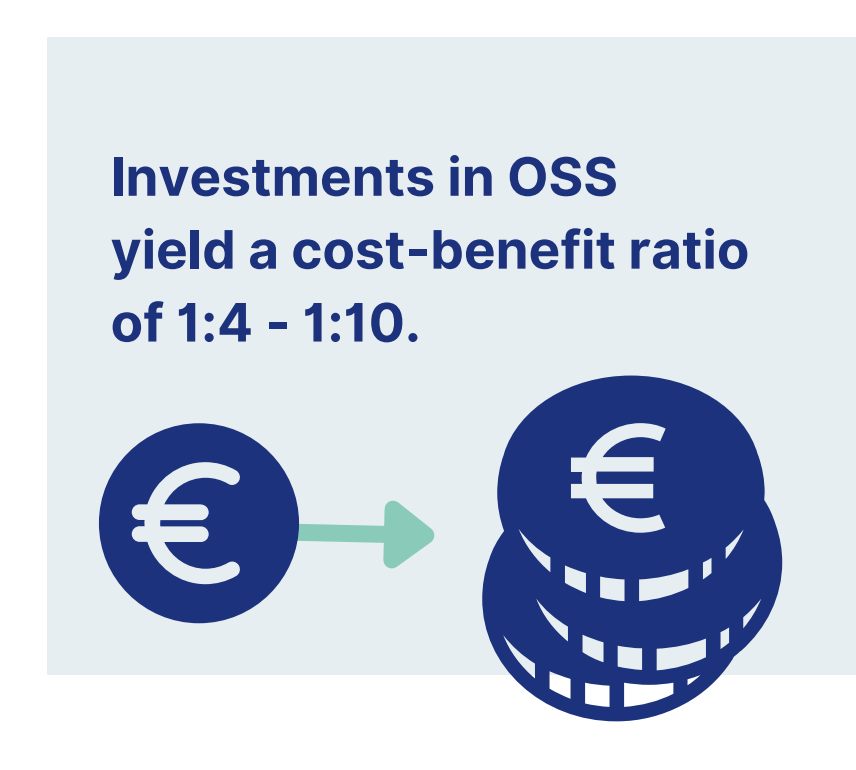 Investments in OSS
yield a cost-benefit ratio
of 1:4 - 1:10.
€
€